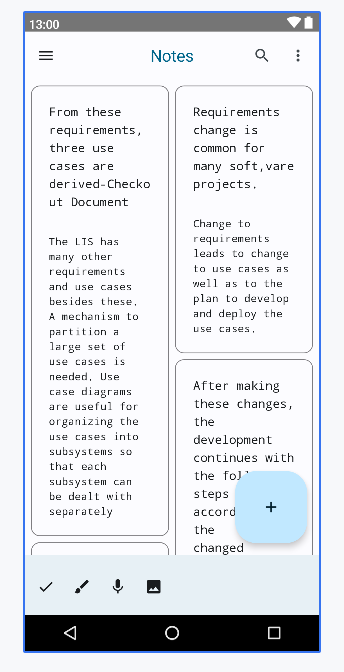 13:00
Notes
From these
requirements,
three use
cases are
derived-Checko
ut Document
The LIS has
many other
requirements
and use cases
besides these.
A mechanism to
partition a
large set of
use cases is
needed. Use
case diagrams
are useful for
organizing the
use cases into
subsystems so
that each
subsystem can
be dealt with
separately
Requirements
change is
common for
many soft,vare
projects.
Change to
requirements
leads to change
to use cases as
well as to the
plan to develop
and deploy the
use cases.
After making
these changes,
the
development
continues with
the
steps
the
changed
+